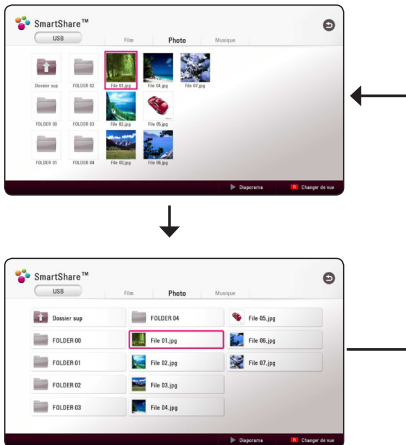 SmartShare™
USB
Film Photo Musique
Dossier sup FOLDER 02 File 01.jpg File 04.jpg File 07.jpg
FOLDER 00 FOLDER 03 File 02.jpg File 05.jpg
FOLDER 01 FOLDER 04 File 03.jpg File 06.jpg
Diaporama R Changer de vue
SmartShare™
USB
Film Photo Musique
Dossier sup FOLDER 04 File 05.jpg
FOLDER 00 File 01.jpg File 06.jpg
FOLDER 01 File 02.jpg File 07.jpg
FOLDER 02 File 03.jpg
FOLDER 03 File 04.jpg
Diaporama R Changer de vue